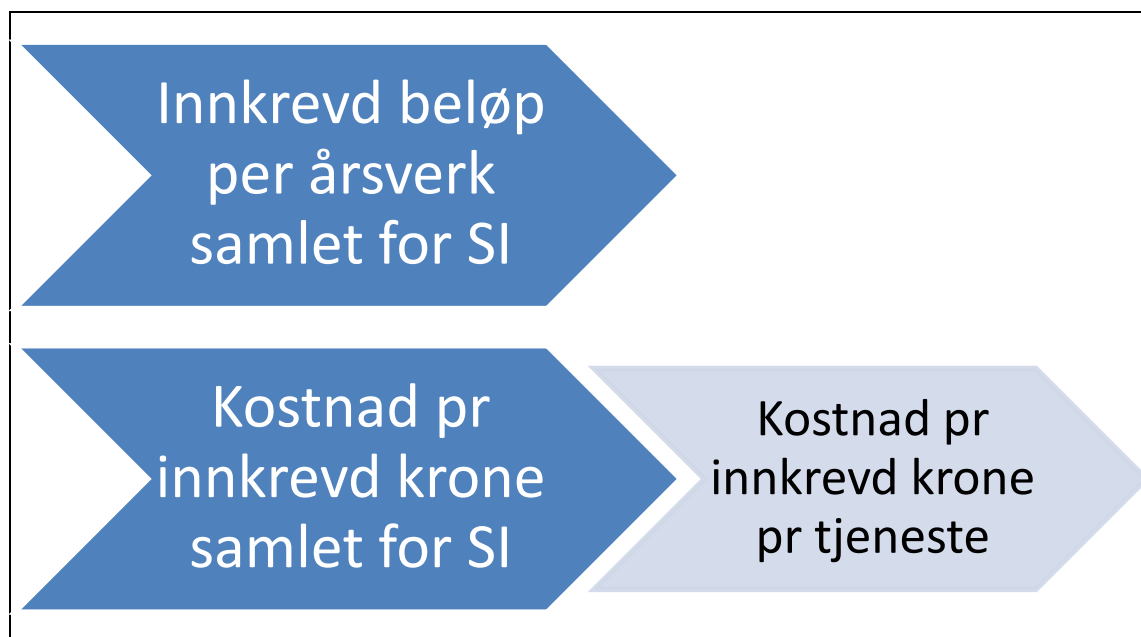 Innkrevd beløp
per årsverk
samlet for SI
Kostnad pr
innkrevd krone
samlet for SI
Kostnad pr
innkrevd krone
pr tjeneste